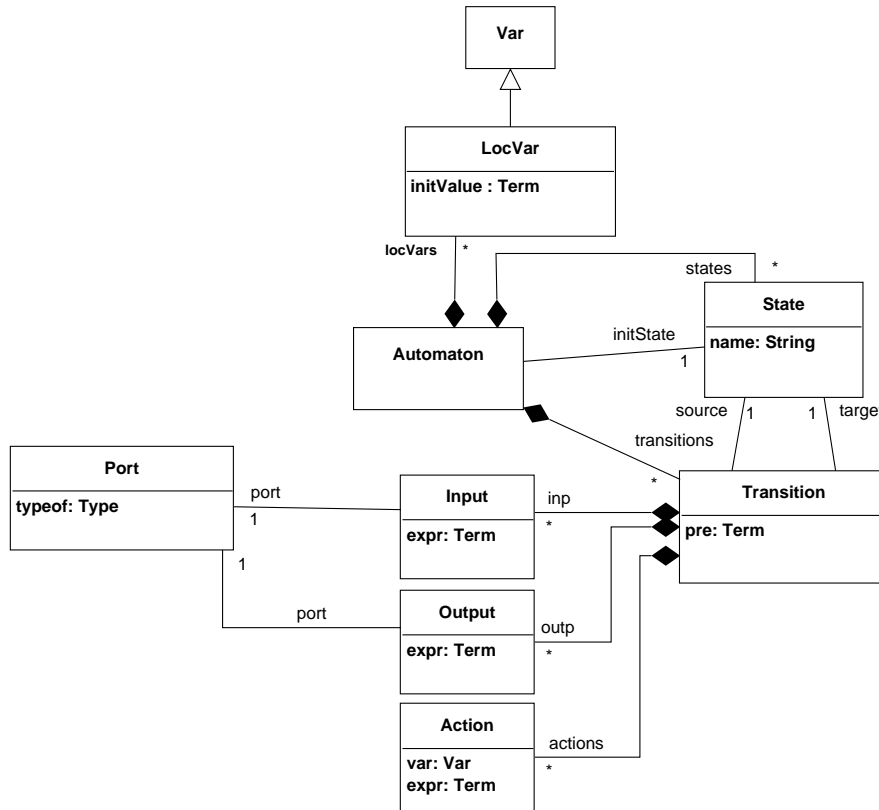 Var
LocVar
initValue : Term
locVars
*
states
*
State
name: String
Automaton
initState
1
source
1
1
target
transitions
*
Port
typeof: Type
port
1
Input
expr: Term
inp
*
Transition
pre: Term
1
port
Output
expr: Term
outp
*
Action
var: Var
expr: Term
actions
*